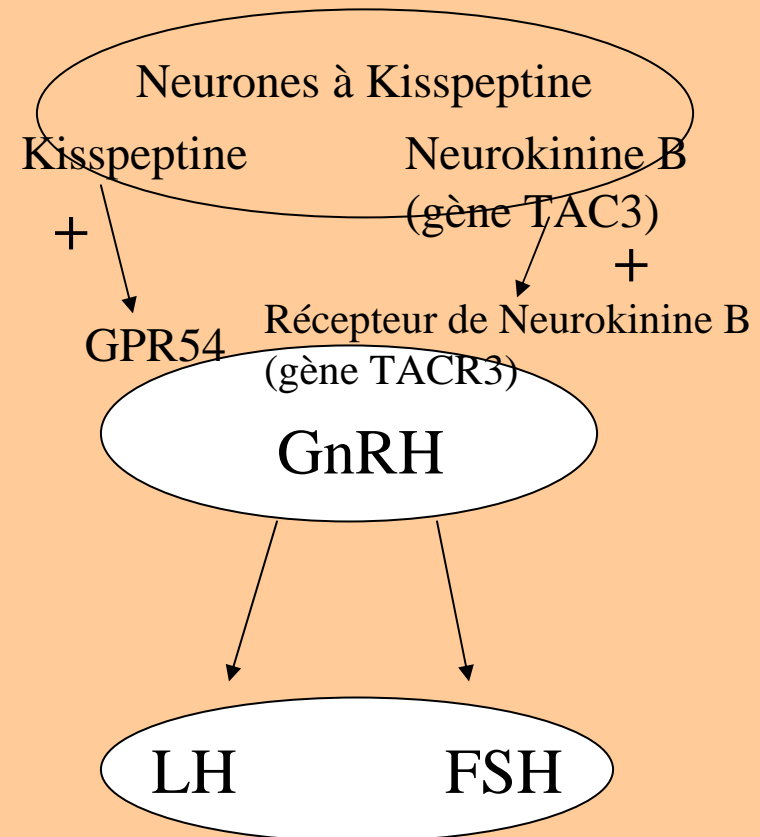 Neurones à Kisspeptine
Kisspeptine Neurokinine B
(gène TAC3)
+
+
GPR54
Récepteur de Neurokinine B
(gène TACR3)
GnRH
LH FSH